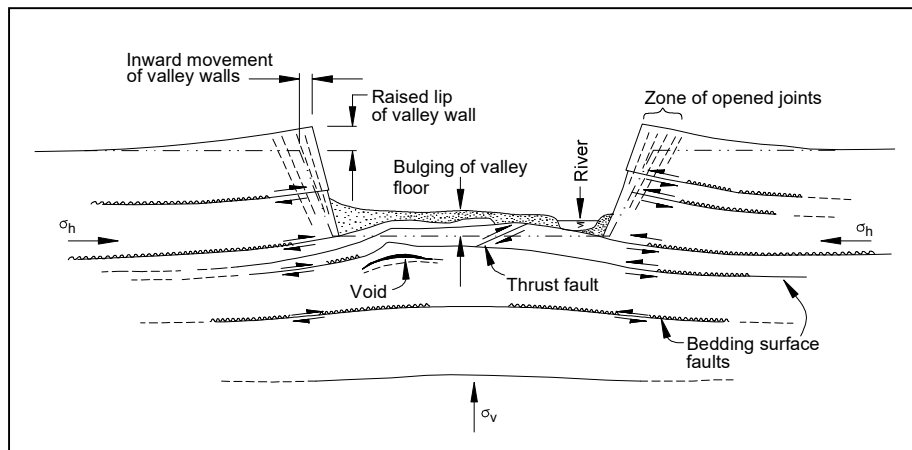 Inward movement
of valley walls
Raised lip
of valley wall
Zone of opened joints
Bulging of valley
floor
River
σh
σh
Void
Thrust fault
Bedding surface
faults
σv